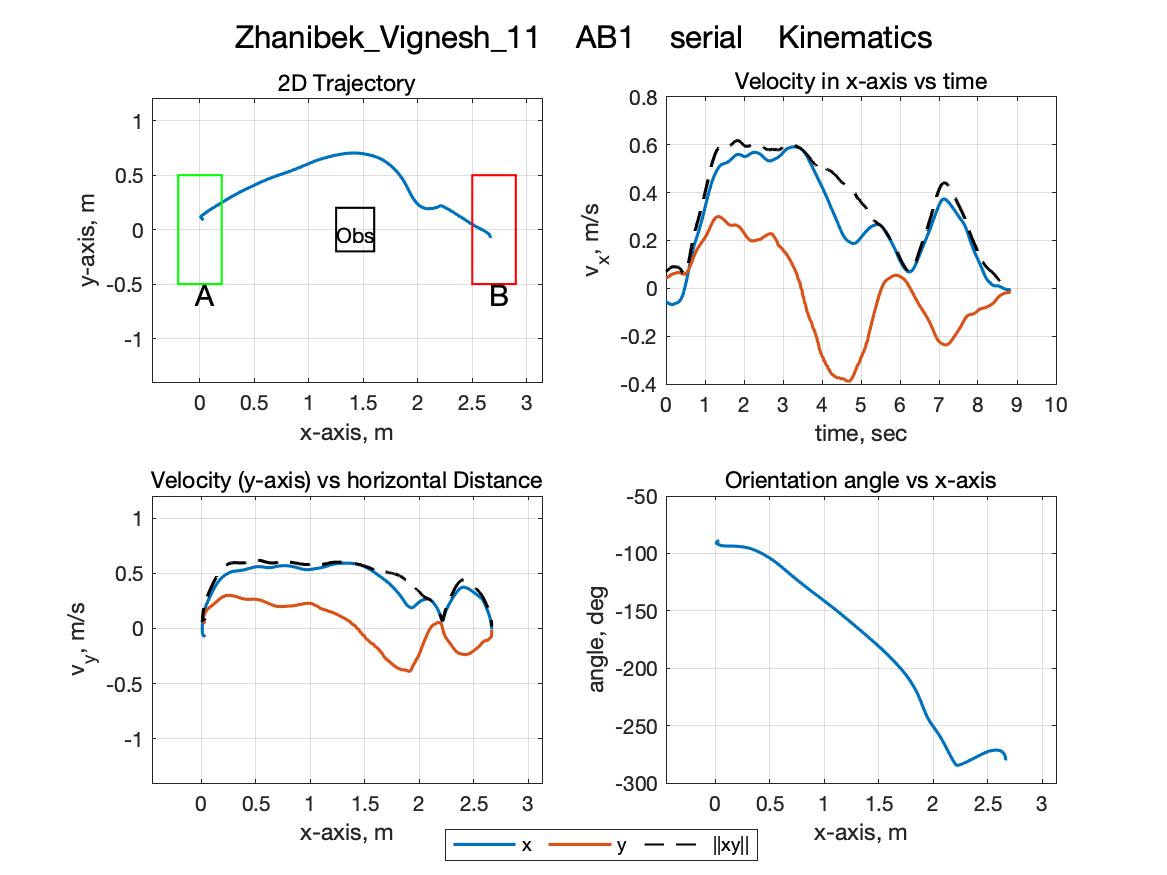 Zhanibek_Vignesh_11 AB1 serial Kinematics
2D Trajectory
1
0.5
0
-0.5
-1
y-axis, m
A
Obs
B
0 0.5 1 1.5 2 2.5 3
x-axis, m
Velocity in x-axis vs time
0.8
0.6
0.4
0.2
0
-0.2
-0.4
v_x, m/s
0 1 2 3 4 5 6 7 8 9 10
time, sec
Velocity (y-axis) vs horizontal Distance
1
0.5
0
-0.5
-1
v_y, m/s
0 0.5 1 1.5 2 2.5 3
x-axis, m
Orientation angle vs x-axis
-50
-100
-150
-200
-250
-300
angle, deg
0 0.5 1 1.5 2 2.5 3
x-axis, m
x y ||xy||